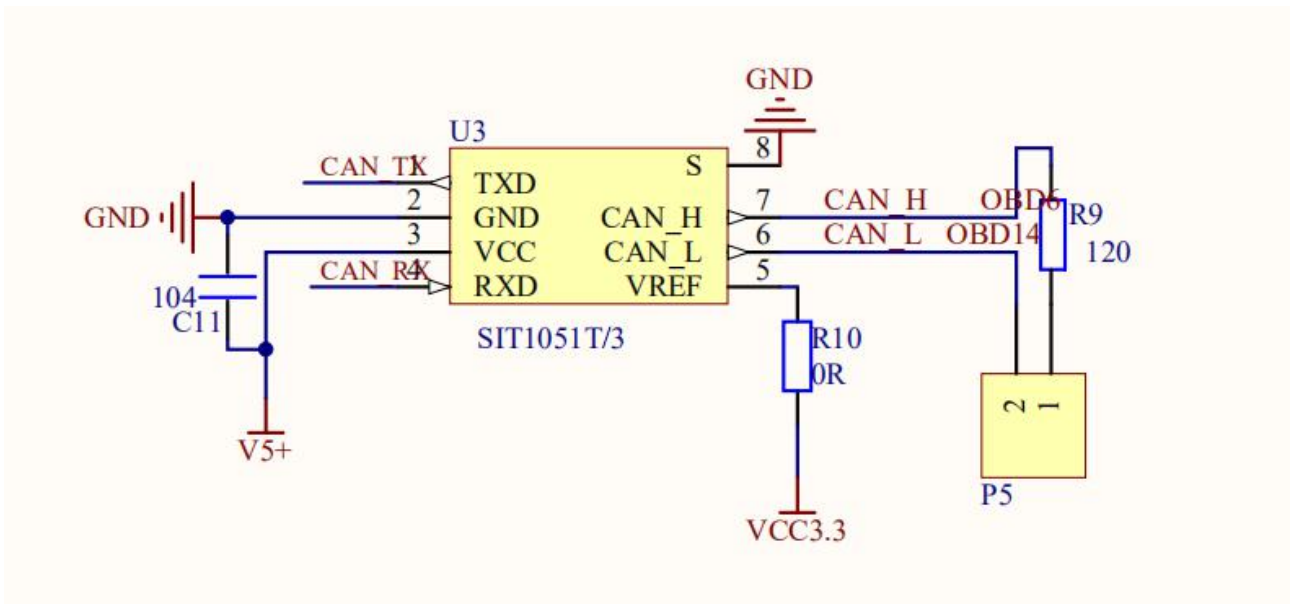 GND
U3
CAN_TX
1
TXD
S
8
GND
2
GND
CAN_H
7
CAN_H
OBD6
R9
120
3
VCC
CAN_L
6
CAN_L
OBD14
CAN_RX
4
RXD
VREF
5
104
C11
SIT1051T/3
R10
0R
2
1
V5+
P5
VCC3.3